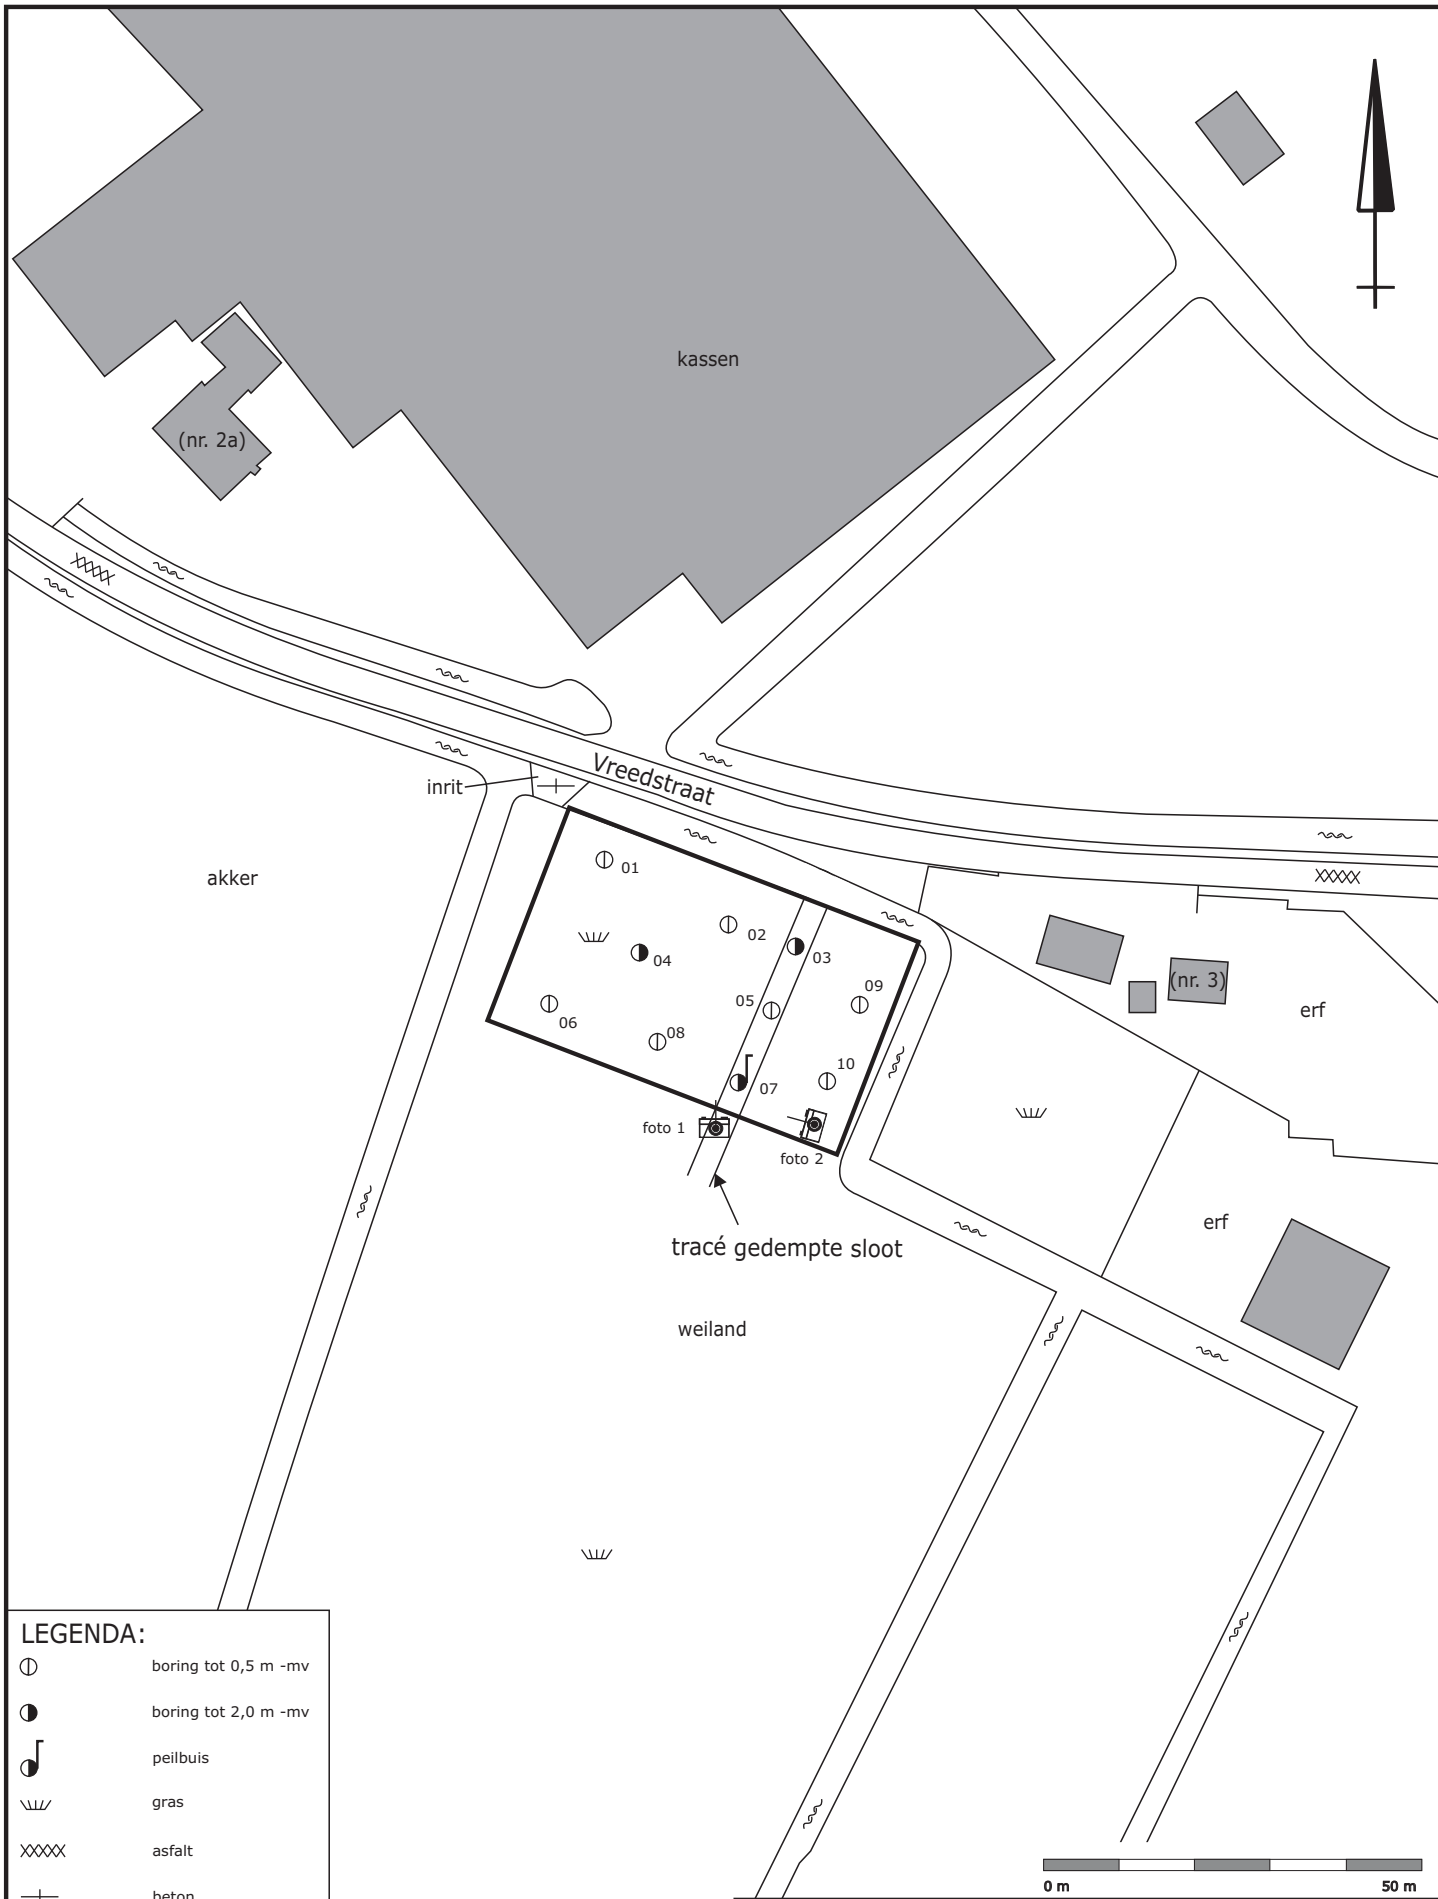 kassen
(nr. 2a)
Vreedstraat
inrit
akker
01
02
03
04
05
06
07
08
09
10
(nr. 3)
erf
foto 1
foto 2
tracé gedempte sloot
erf
weiland
LEGENDA:
boring tot 0,5 m -mv
boring tot 2,0 m -mv
peilbuis
gras
asfalt
beton
0 m
50 m